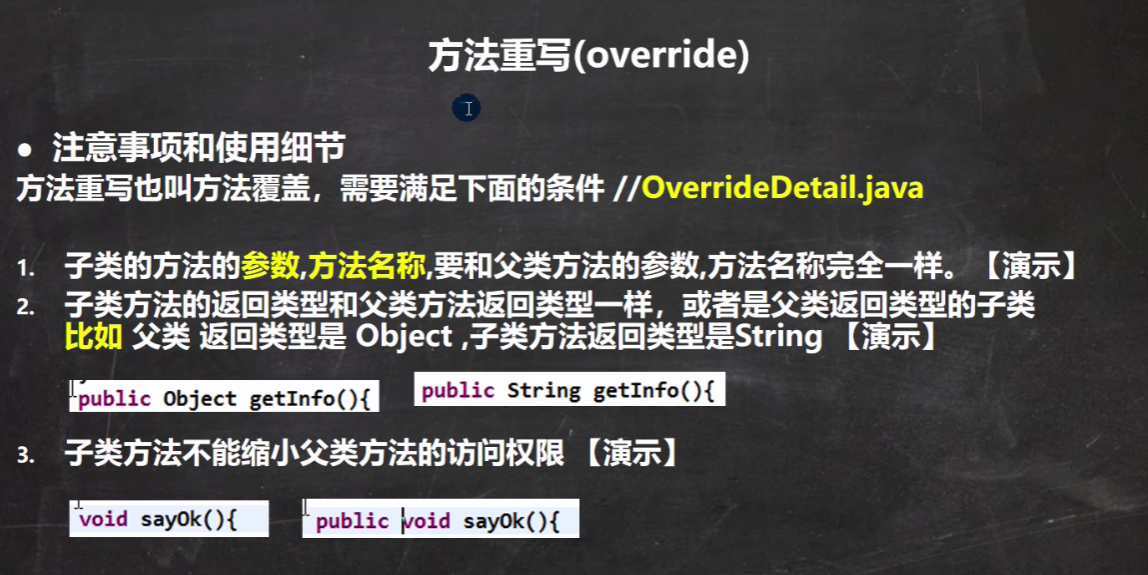 方法重写(override)
● 注意事项和使用细节
方法重写也叫方法覆盖，需要满足下面的条件 //OverrideDetail.java
1. 子类的方法的参数,方法名称,要和父类方法的参数,方法名称完全一样。【演示】
2. 子类方法的返回类型和父类方法返回类型一样，或者是父类返回类型的子类
比如 父类 返回类型是 Object ,子类方法返回类型是String 【演示】
public Object getInfo(){
public String getInfo(){
3. 子类方法不能缩小父类方法的访问权限 【演示】
void sayOk(){
public void sayOk(){